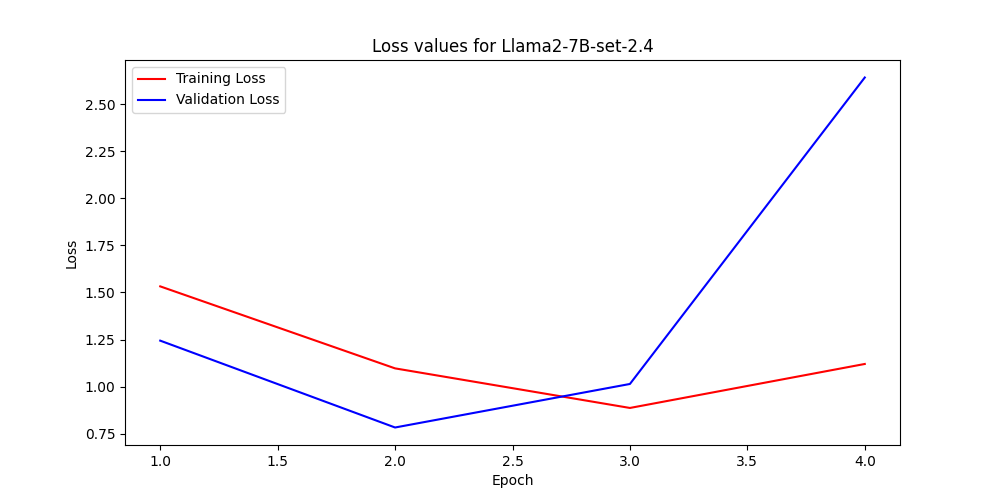 Loss values for Llama2-7B-set-2.4
Training Loss
Validation Loss
2.50
2.25
2.00
1.75
1.50
1.25
1.00
0.75
Loss
1.0 1.5 2.0 2.5 3.0 3.5 4.0
Epoch